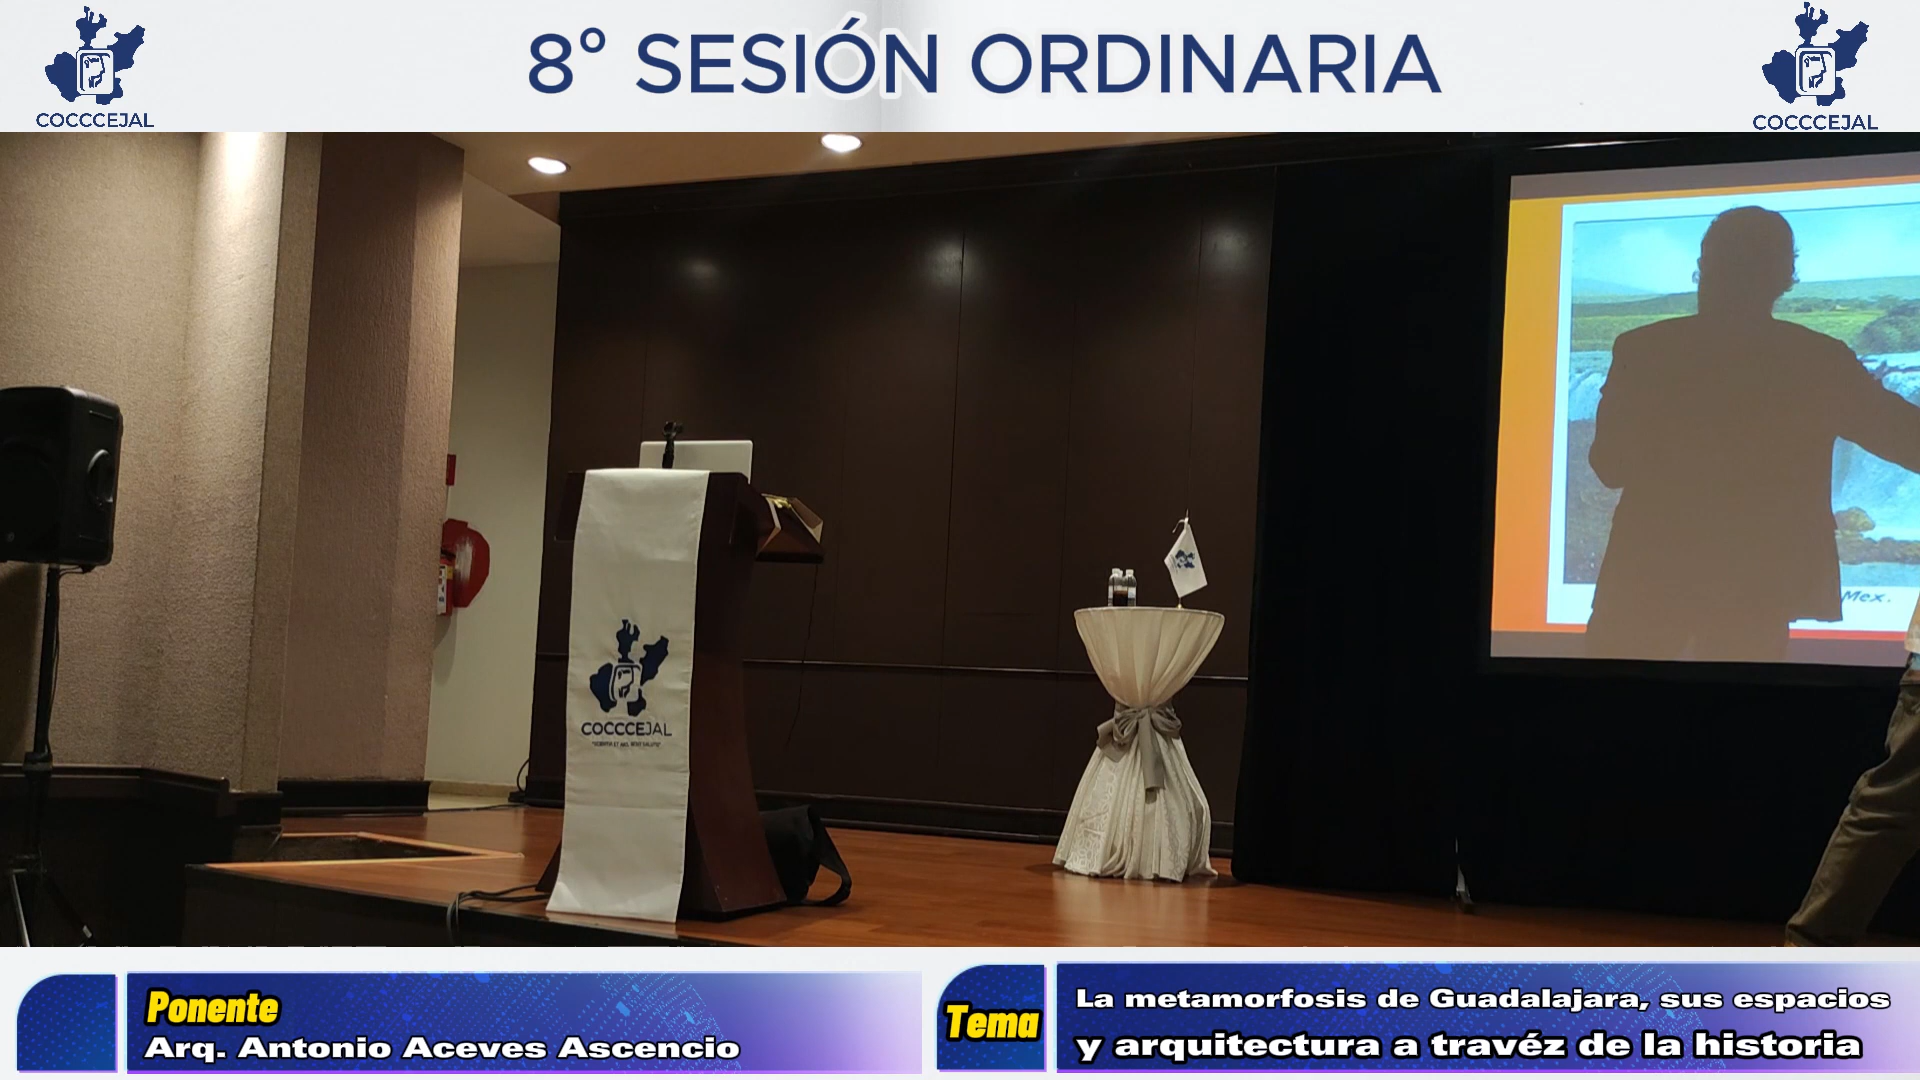 8° SESIÓN ORDINARIA
COCCCEJAL
COCCCEJAL
COCCCEJAL
Mex.
Ponente
Arq. Antonio Aceves Ascencio
Tema
La metamorfosis de Guadalajara, sus espacios
y arquitectura a travéz de la historia